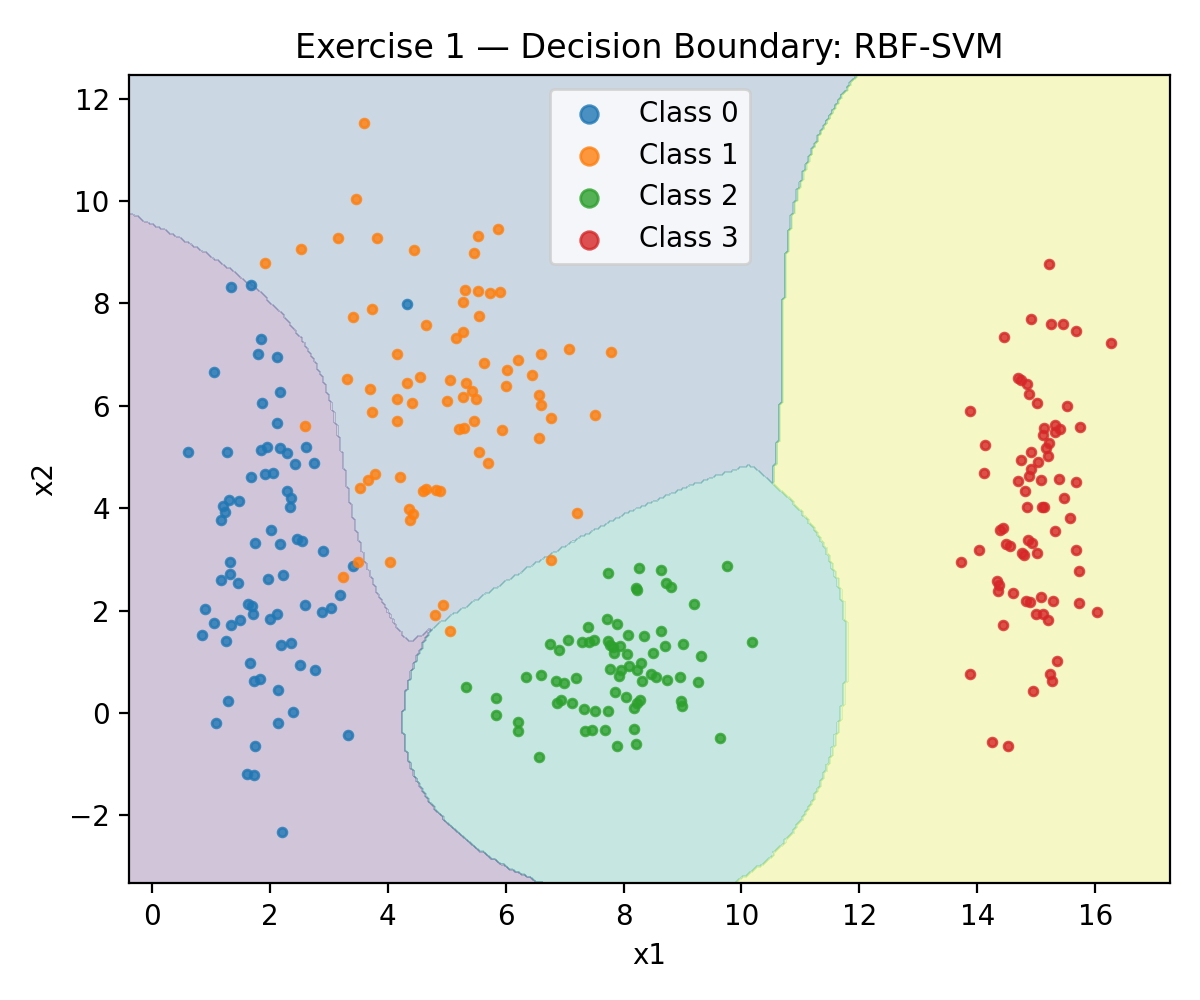 Exercise 1 — Decision Boundary: RBF-SVM
Class 0
Class 1
Class 2
Class 3
12
10
8
6
4
2
0
−2
x2
0 2 4 6 8 10 12 14 16
x1